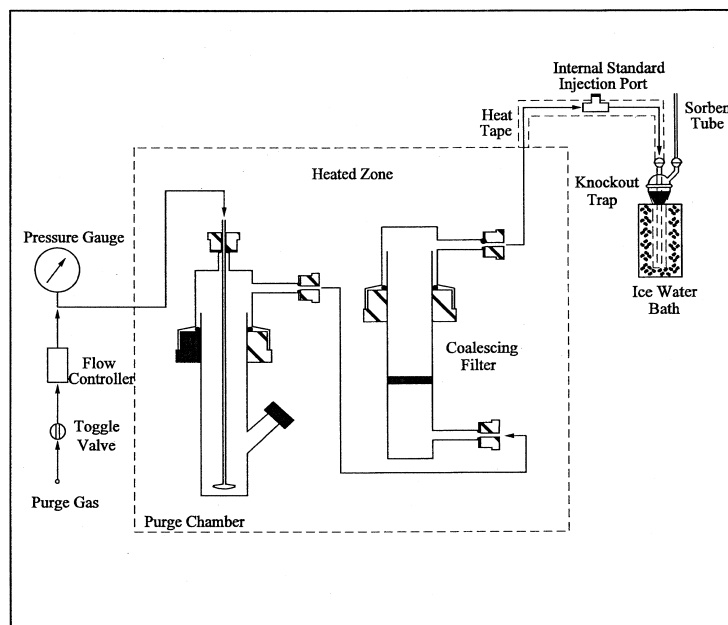 Internal Standard
Injection Port
Sorben
Tube
Heat
Tape
Heated Zone
Knockout
Trap
Pressure Gauge
Ice Water
Bath
Coalescing
Filter
Flow
Controller
Toggle
Valve
Purge Gas
Purge Chamber